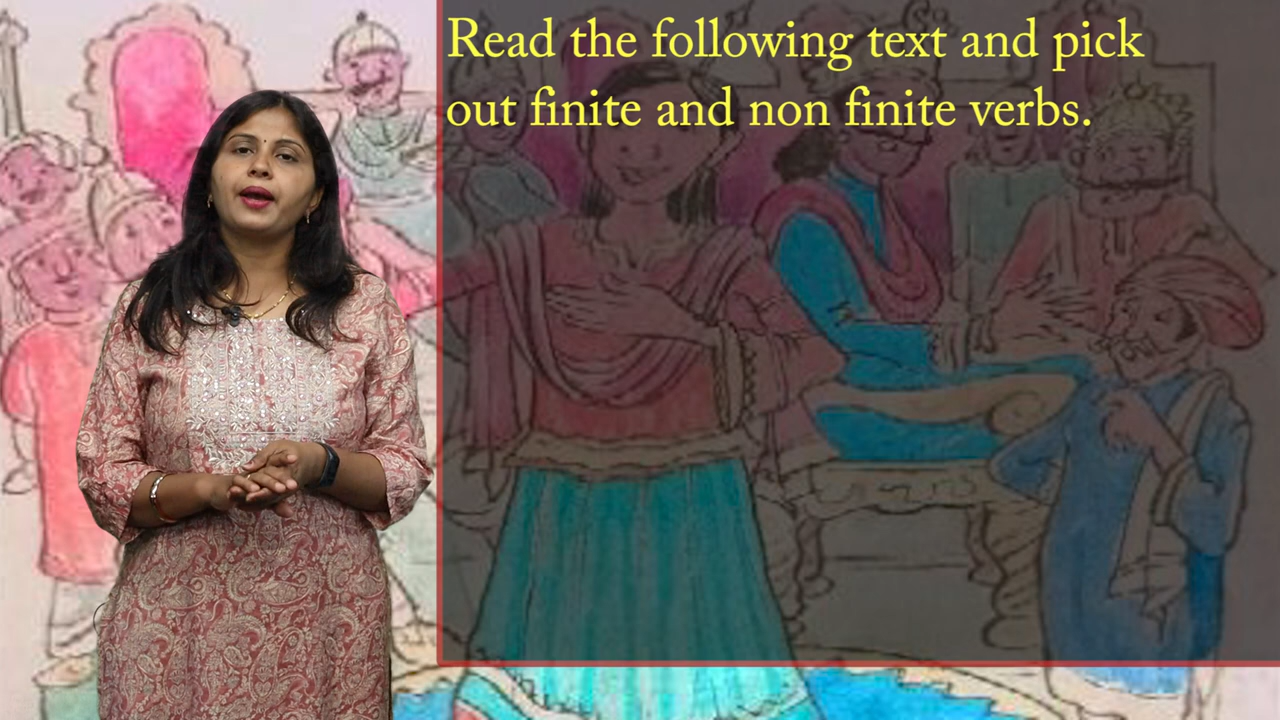 Read the following text and pick
out finite and non finite verbs.